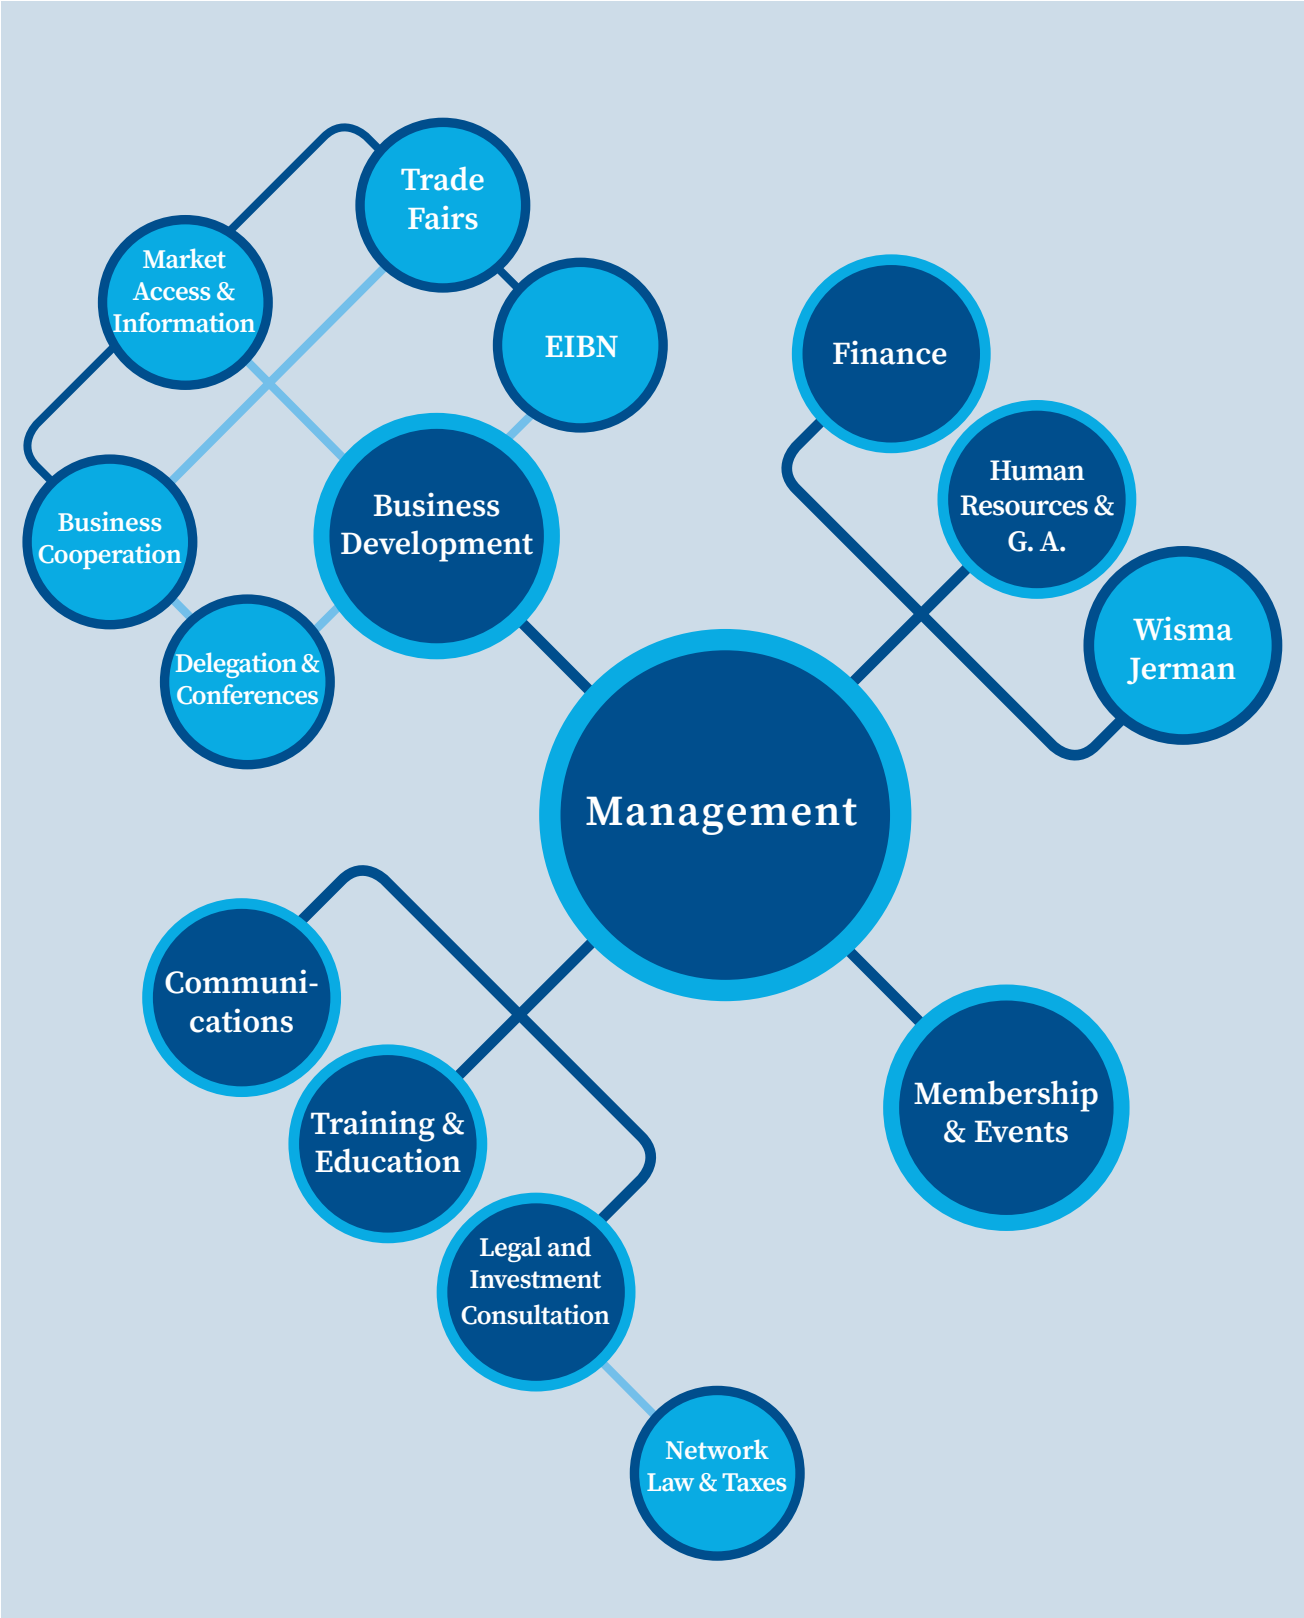 Trade
Fairs
Market
Access &
Information
EIBN
Finance
Business
Development
Human
Resources &
G. A.
Business
Cooperation
Delegation &
Conferences
Wisma
Jerman
Management
Communi-
cations
Training &
Education
Membership
& Events
Legal and
Investment
Consultation
Network
Law & Taxes